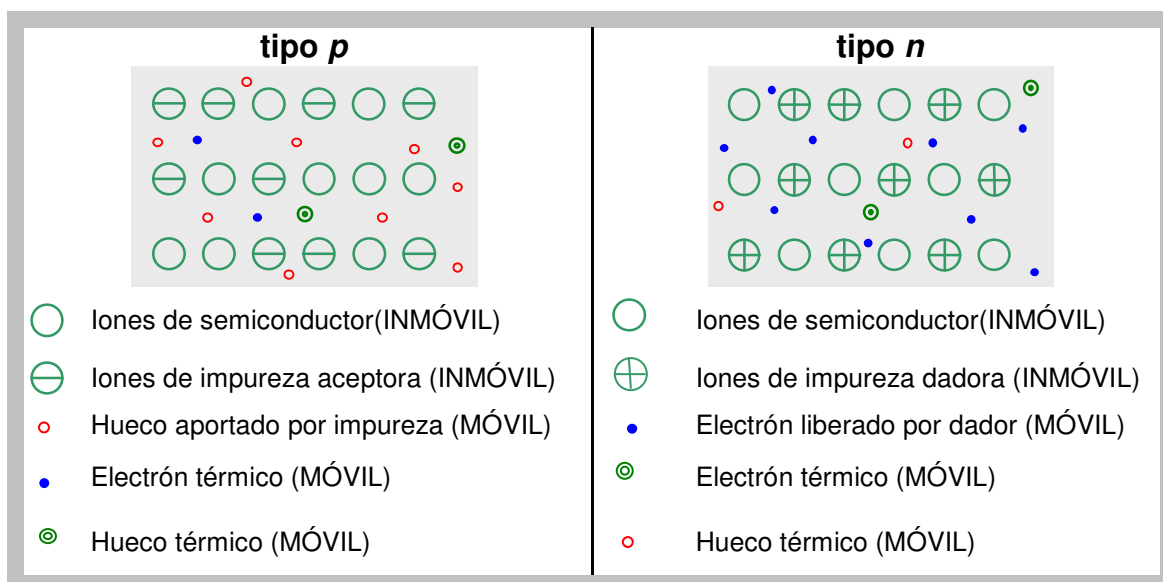 tipo p
Iones de semiconductor(INMÓVIL)
Iones de impureza aceptora (INMÓVIL)
Hueco aportado por impureza (MÓVIL)
Electrón térmico (MÓVIL)
Hueco térmico (MÓVIL)
tipo n
Iones de semiconductor(INMÓVIL)
Iones de impureza dadora (INMÓVIL)
Electrón liberado por dador (MÓVIL)
Electrón térmico (MÓVIL)
Hueco térmico (MÓVIL)